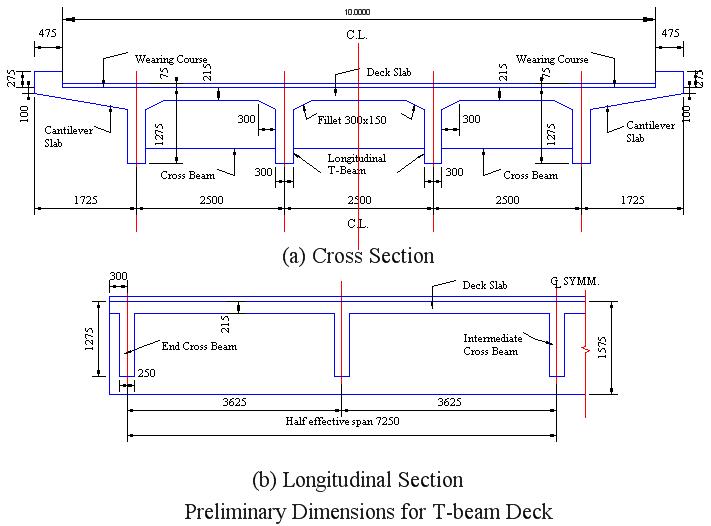 10.0000
475
C.L.
475
Wearing Course
75
215
Deck Slab
215
Wearing Course
75
275
275
100
100
Cantilever
Slab
1275
300
Fillet 300x150
300
1275
Cantilever
Slab
Cross Beam
Longitudinal
T-Beam
Cross Beam
300
300
1725
2500
2500
2500
1725
C.L.
(a) Cross Section
300
Deck Slab
C
L SYMM.
215
1275
End Cross Beam
Intermediate
Cross Beam
1575
250
3625
3625
Half effective span 7250
(b) Longitudinal Section
Preliminary Dimensions for T-beam Deck